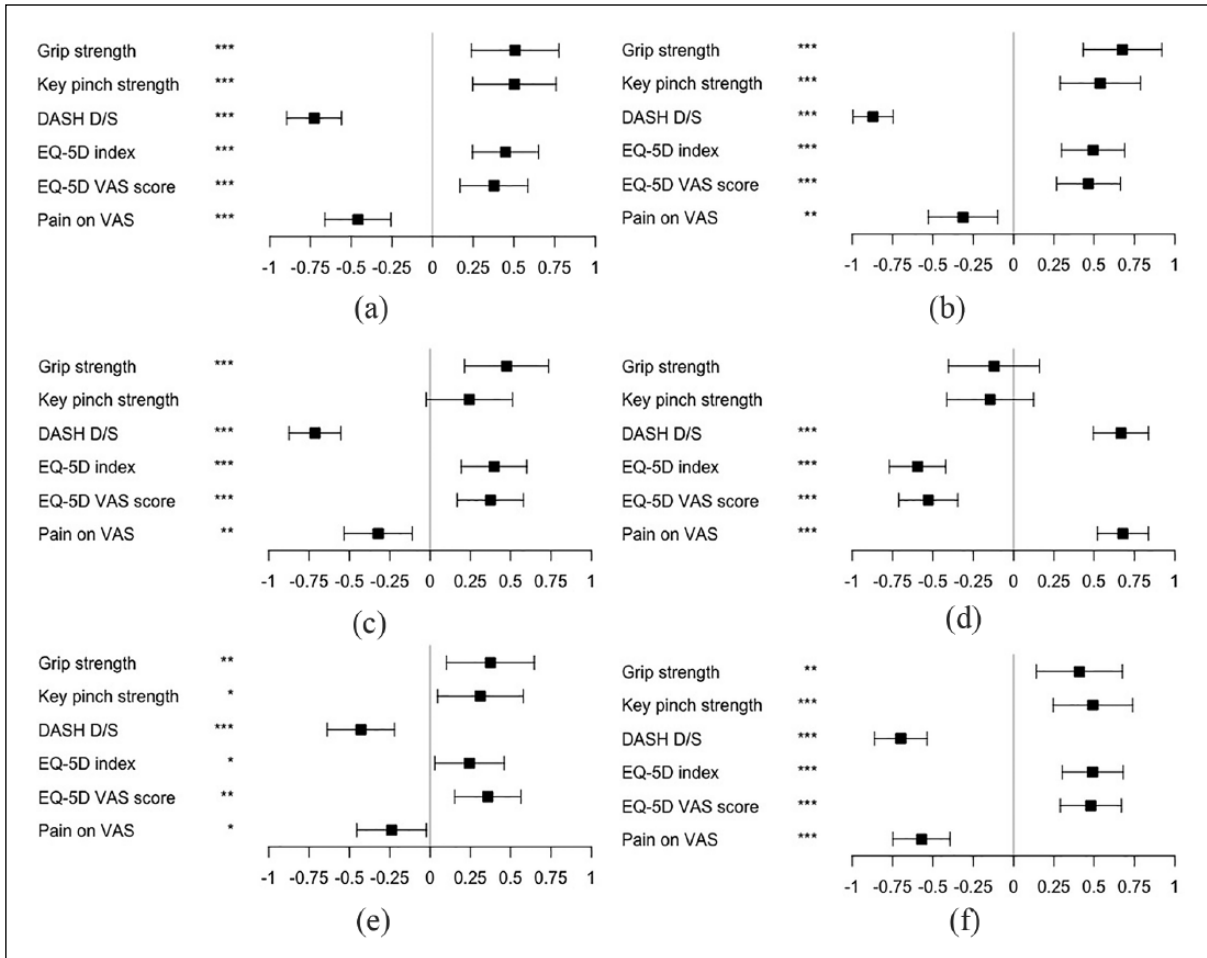 Grip strength ***
Key pinch strength ***
DASH D/S ***
EQ-5D index ***
EQ-5D VAS score ***
Pain on VAS ***
-1 -0.75 -0.5 -0.25 0 0.25 0.5 0.75 1
(a)
Grip strength ***
Key pinch strength ***
DASH D/S ***
EQ-5D index ***
EQ-5D VAS score ***
Pain on VAS **
-1 -0.75 -0.5 -0.25 0 0.25 0.5 0.75 1
(b)
Grip strength ***
Key pinch strength
DASH D/S ***
EQ-5D index ***
EQ-5D VAS score ***
Pain on VAS **
-1 -0.75 -0.5 -0.25 0 0.25 0.5 0.75 1
(c)
Grip strength
Key pinch strength
DASH D/S ***
EQ-5D index ***
EQ-5D VAS score ***
Pain on VAS ***
-1 -0.75 -0.5 -0.25 0 0.25 0.5 0.75 1
(d)
Grip strength **
Key pinch strength *
DASH D/S ***
EQ-5D index *
EQ-5D VAS score **
Pain on VAS *
-1 -0.75 -0.5 -0.25 0 0.25 0.5 0.75 1
(e)
Grip strength **
Key pinch strength ***
DASH D/S ***
EQ-5D index ***
EQ-5D VAS score ***
Pain on VAS ***
-1 -0.75 -0.5 -0.25 0 0.25 0.5 0.75 1
(f)